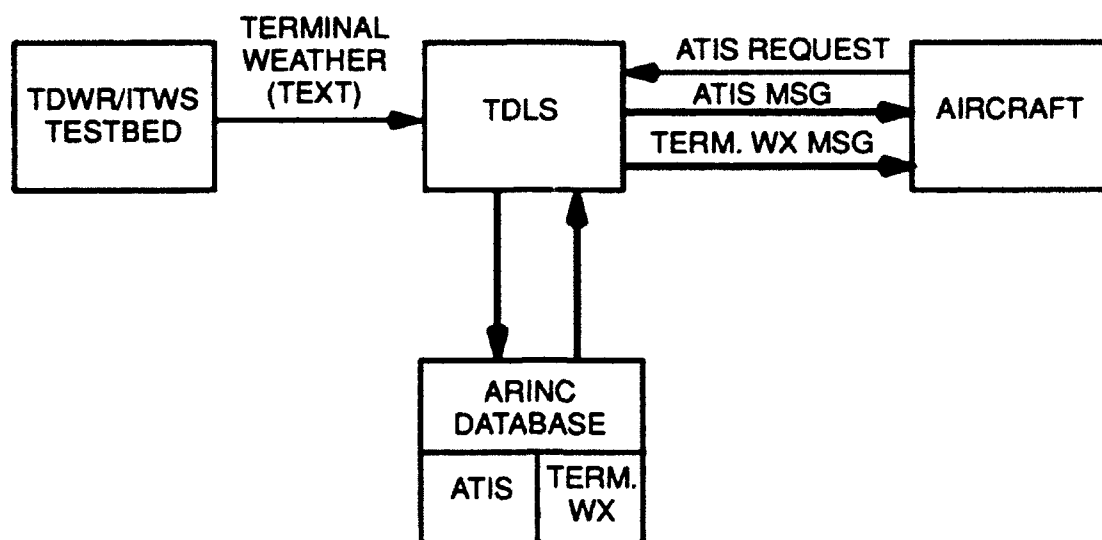 TERMINAL
WEATHER
(TEXT)
TDWR/ITWS
TESTBED
TDLS
ATIS REQUEST
ATIS MSG
TERM. WX MSG
AIRCRAFT
ARINC
DATABASE
ATIS
TERM.
WX